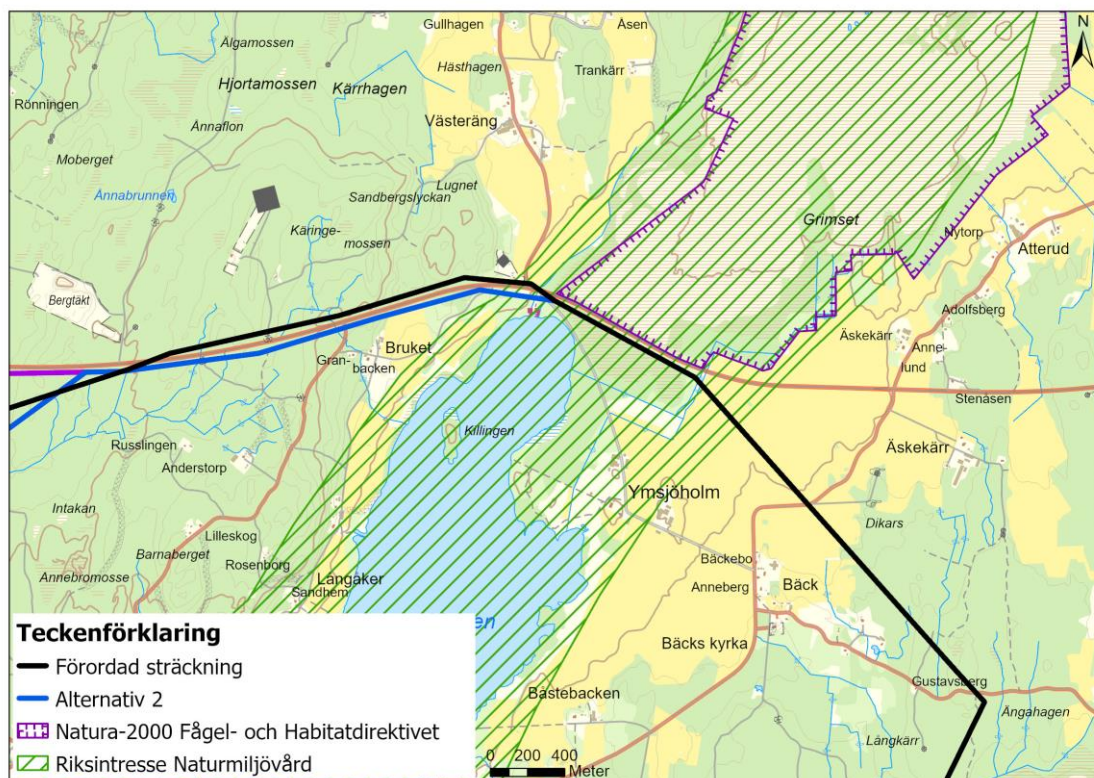 Gullhagen
Åsen
N
Älgamossen
Hästhagen
Trankärr
Hjortamossen
Kärrhagen
Rönningen
Ånnaflon
Västeräng
Moberget
Lugnet
Annabrunnen
Sandbergslyckan
Käringe-
mossen
Grimset
Nytorp
Atterud
Bergtäkt
Adolfsberg
Äskekärr
Anne-
lund
Bruket
Gran-
backen
Stenåsen
Killingen
Russlingen
Äskekärr
Anderstorp
Ymsjöholm
Intakan
Dikars
Lilleskog
Barnaberget
Rosenborg
Bäckebo
Annebromosse
Långåker
Anneberg
Bäck
Sandhem
en
Bäcks kyrka
Gustavsberg
Båstebacken
Ängahagen
Långkärr
0 200 400
Meter
Teckenförklaring
Förordad sträckning
Alternativ 2
Natura-2000 Fågel- och Habitatdirektivet
Riksintresse Naturmiljövård